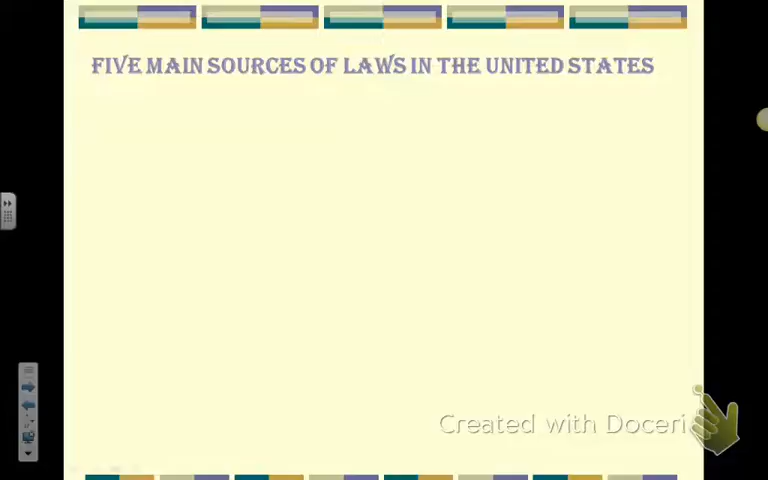 FIVE MAIN SOURCES OF LAWS IN THE UNITED STATES
Created with Doceri